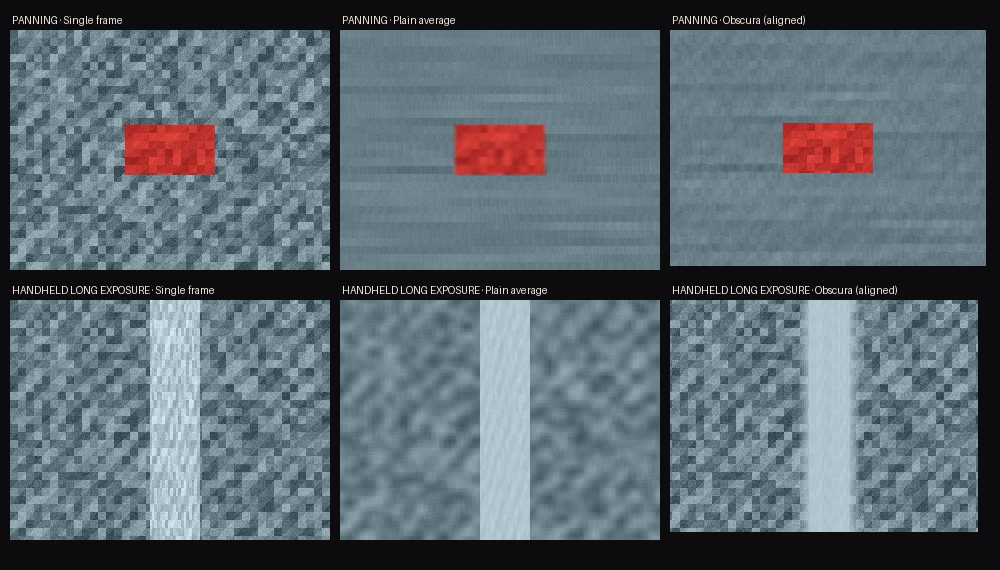 PANNING · Single frame
PANNING · Plain average
PANNING · Obscura (aligned)
HANDHELD LONG EXPOSURE · Single frame
HANDHELD LONG EXPOSURE · Plain average
HANDHELD LONG EXPOSURE · Obscura (aligned)